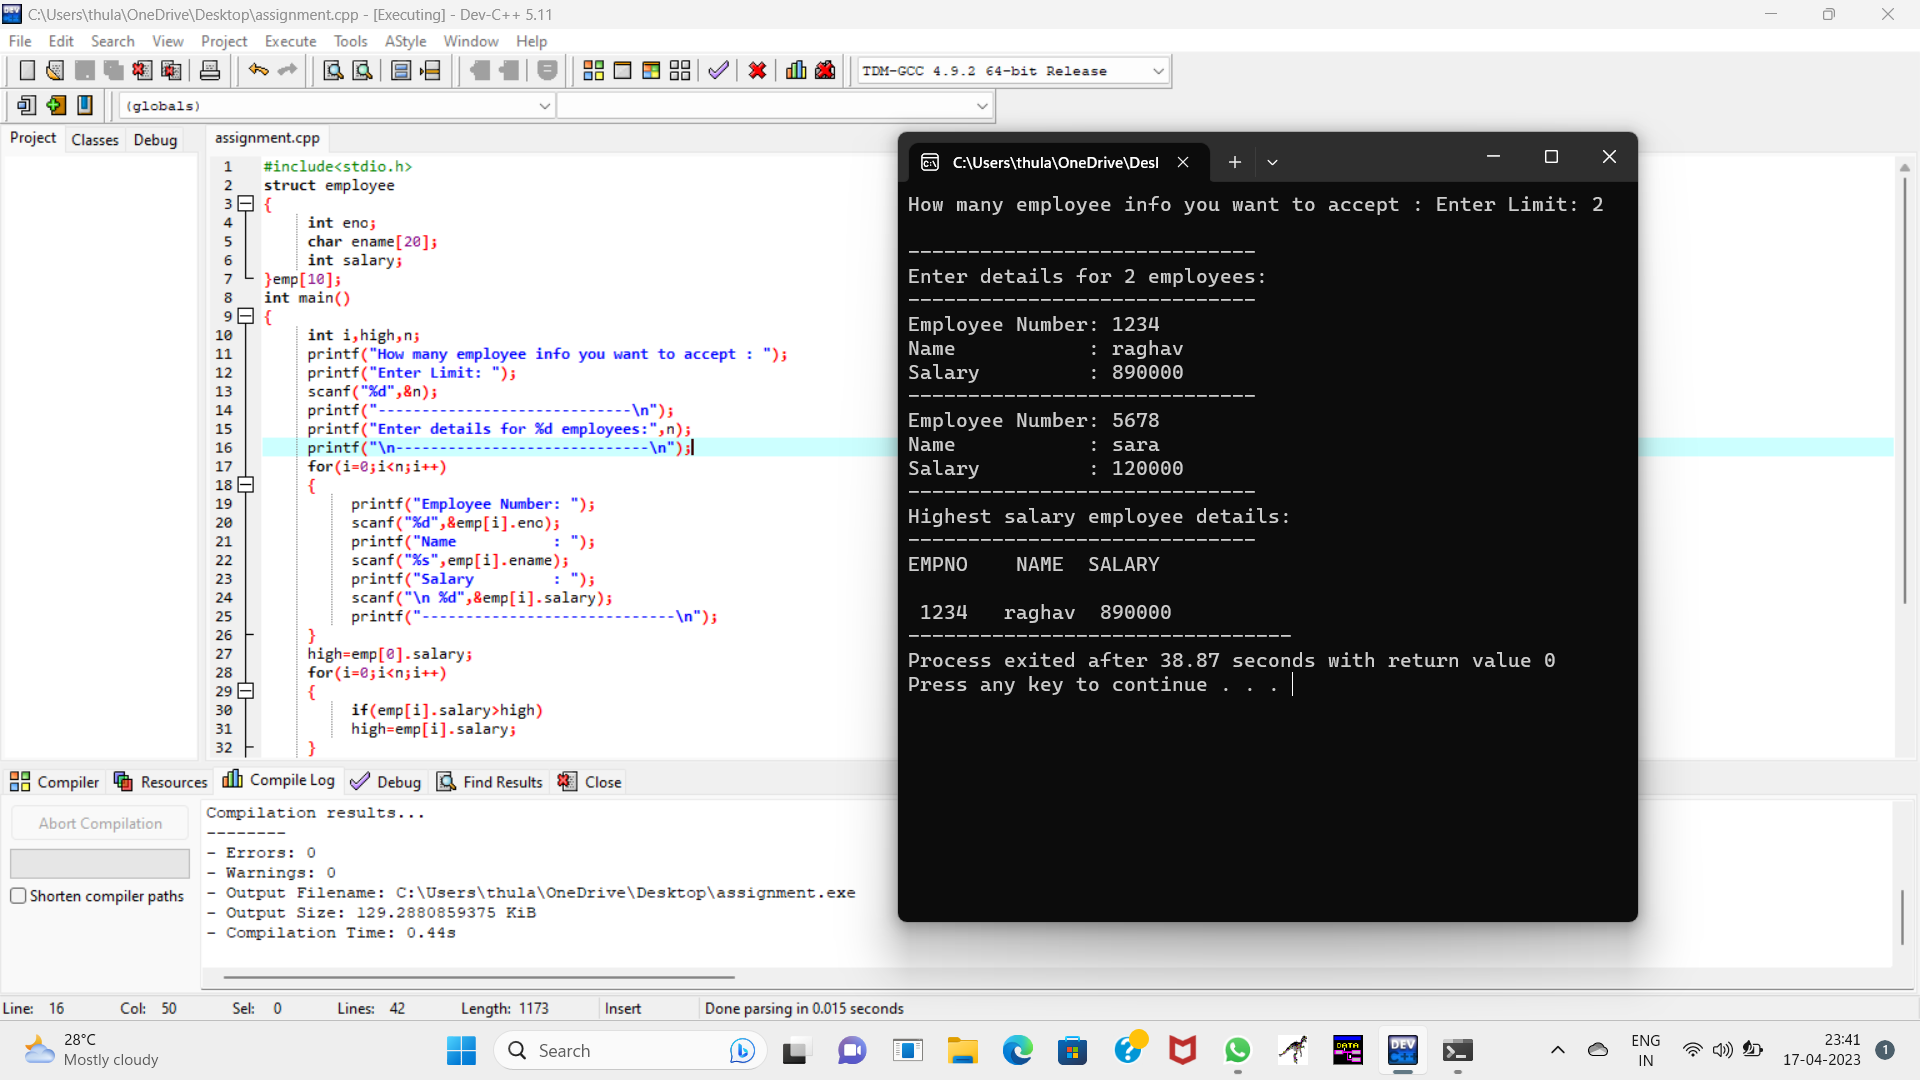 C:\Users\thula\OneDrive\Desktop\assignment.cpp - [Executing] - Dev-C++ 5.11
File Edit Search View Project Execute Tools AStyle Window Help
TDM-GCC 4.9.2 64-bit Release
(globals)
Project Classes Debug
assignment.cpp
1 #include<stdio.h>
2 struct employee
3 {
4 int eno;
5 char ename[20];
6 int salary;
7 }emp[10];
8 int main()
9 {
10 int i,high,n;
11 printf("How many employee info you want to accept : ");
12 printf("Enter Limit: ");
13 scanf("%d",&n);
14 printf("-----------------------------\n");
15 printf("Enter details for %d employees:",n);
16 printf("\n-----------------------------\n");
17 for(i=0;i<n;i++)
18 {
19 printf("Employee Number: ");
20 scanf("%d",&emp[i].eno);
21 printf("Name           : ");
22 scanf("%s",emp[i].ename);
23 printf("Salary         : ");
24 scanf("\n %d",&emp[i].salary);
25 printf("-----------------------------\n");
26 }
27 high=emp[0].salary;
28 for(i=0;i<n;i++)
29 {
30 if(emp[i].salary>high)
31 high=emp[i].salary;
32 }
C:\Users\thula\OneDrive\Desl
How many employee info you want to accept : Enter Limit: 2
-----------------------------
Enter details for 2 employees:
-----------------------------
Employee Number: 1234
Name           : raghav
Salary         : 890000
-----------------------------
Employee Number: 5678
Name           : sara
Salary         : 120000
-----------------------------
Highest salary employee details:
-----------------------------
EMPNO    NAME  SALARY
1234   raghav  890000
--------------------------------
Process exited after 38.87 seconds with return value 0
Press any key to continue . . .
Compiler Resources Compile Log Debug Find Results Close
Abort Compilation
Shorten compiler paths
Compilation results...
--------
- Errors: 0
- Warnings: 0
- Output Filename: C:\Users\thula\OneDrive\Desktop\assignment.exe
- Output Size: 129.2880859375 KiB
- Compilation Time: 0.44s
Line: 16 Col: 50 Sel: 0 Lines: 42 Length: 1173 Insert Done parsing in 0.015 seconds
28°C
Mostly cloudy
Search
DATA
DEV
C++
ENG
IN
23:41
17-04-2023
1